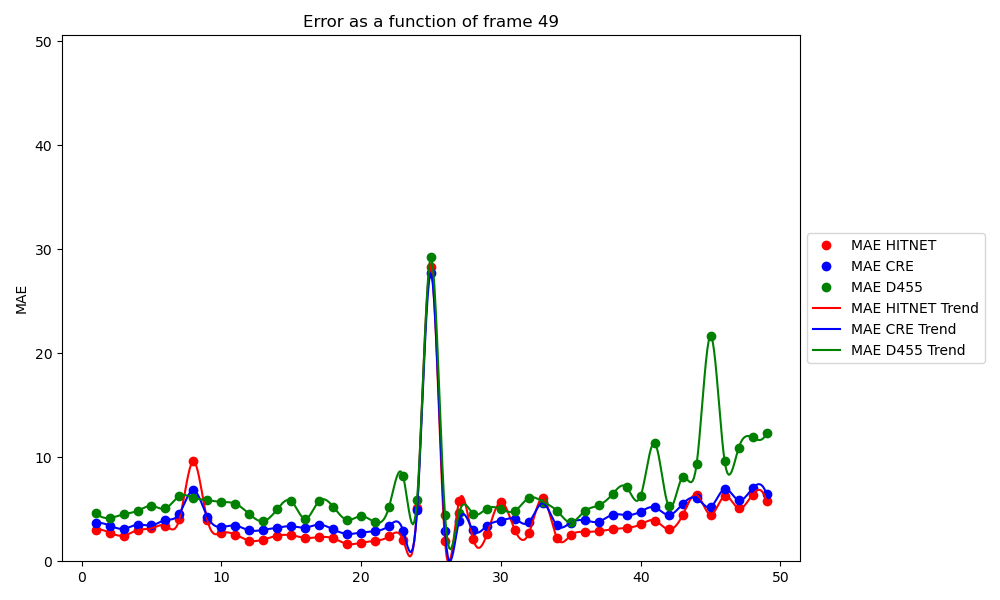 Error as a function of frame 49
50
40
30
20
10
0
MAE
0 10 20 30 40 50
MAE HITNET
MAE CRE
MAE D455
MAE HITNET Trend
MAE CRE Trend
MAE D455 Trend